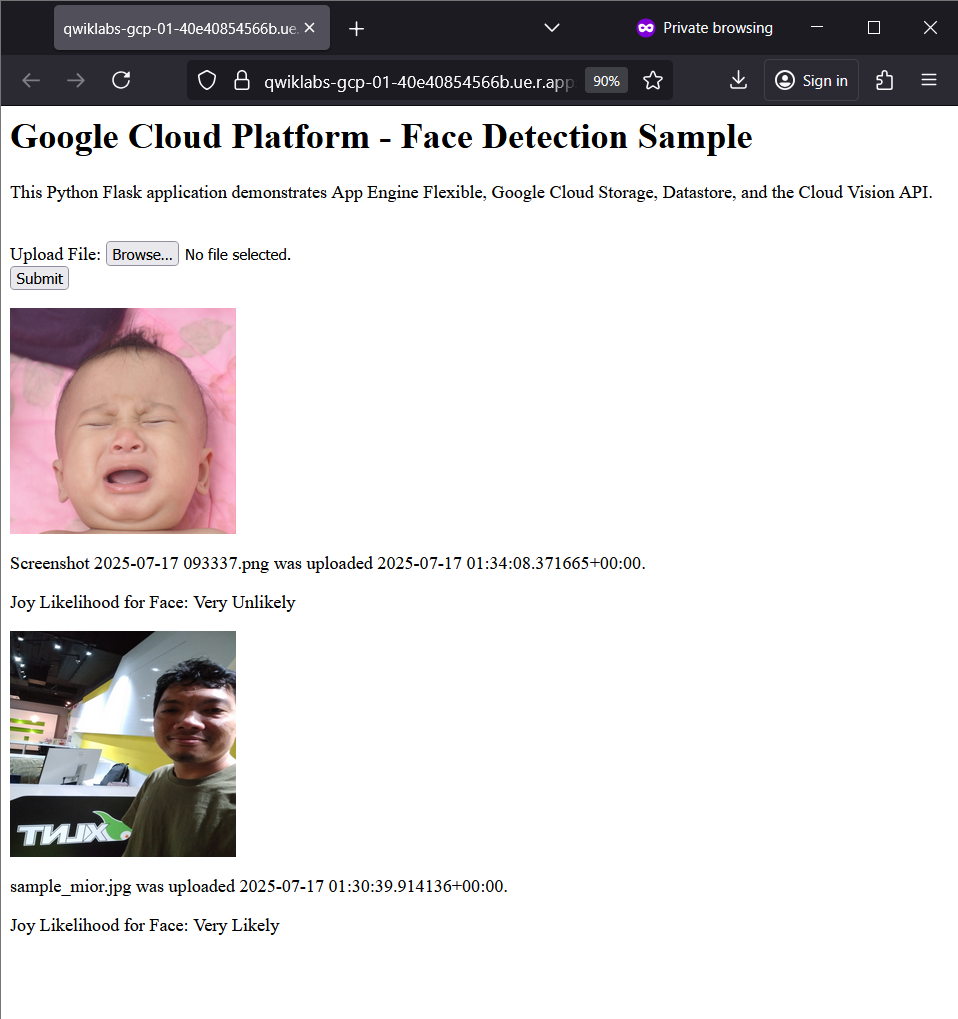 qwiklabs-gcp-01-40e40854566b.ue.
Private browsing
qwiklabs-gcp-01-40e40854566b.ue.r.app
90%
Sign in
Google Cloud Platform - Face Detection Sample
This Python Flask application demonstrates App Engine Flexible, Google Cloud Storage, Datastore, and the Cloud Vision API.
Upload File: Browse... No file selected.
Submit
Screenshot 2025-07-17 093337.png was uploaded 2025-07-17 01:34:08.371665+00:00.
Joy Likelihood for Face: Very Unlikely
XLNT
sample_mior.jpg was uploaded 2025-07-17 01:30:39.914136+00:00.
Joy Likelihood for Face: Very Likely